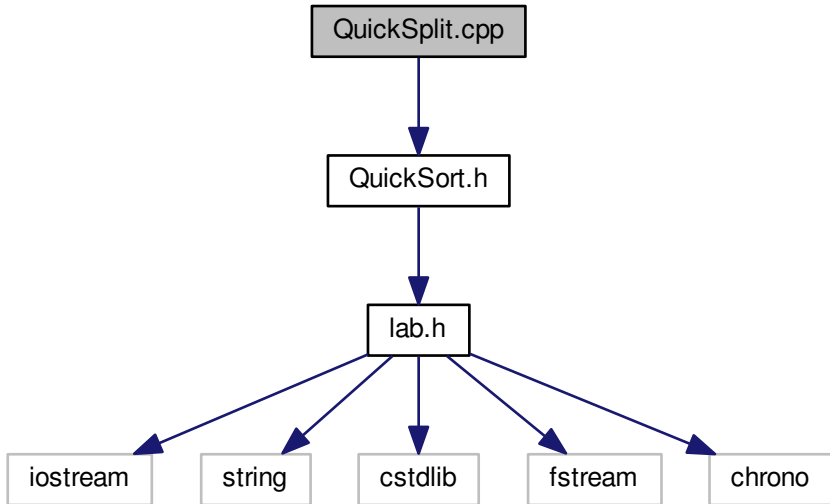 QuickSplit.cpp
QuickSort.h
lab.h
iostream
string
cstdlib
fstream
chrono